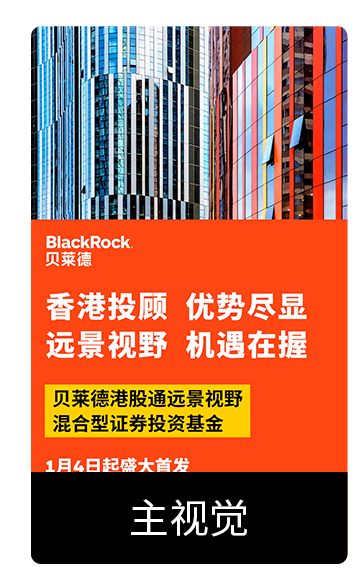 BlackRock.
贝莱德
香港投顾 优势尽显
远景视野 机遇在握
贝莱德港股通远景视野
混合型证券投资基金
1月4日起盛大首发
主视觉